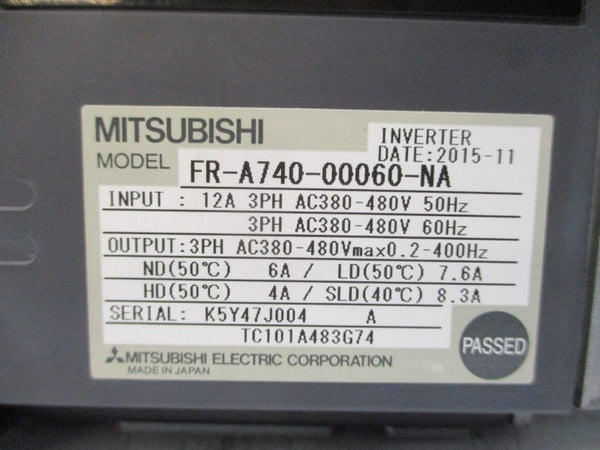 MITSUBISHI
INVERTER
DATE:2015-11
MODEL FR-A740-00060-NA
INPUT : 12A 3PH AC380-480V 50Hz
3PH AC380-480V 60Hz
OUTPUT:3PH AC380-480Vmax0.2-400Hz
ND(50℃) 6A / LD(50℃) 7.6A
HD(50℃) 4A / SLD(40℃) 8.3A
SERIAL: K5Y47J004 A
TC101A483G74
PASSED
MITSUBISHI ELECTRIC CORPORATION
MADE IN JAPAN